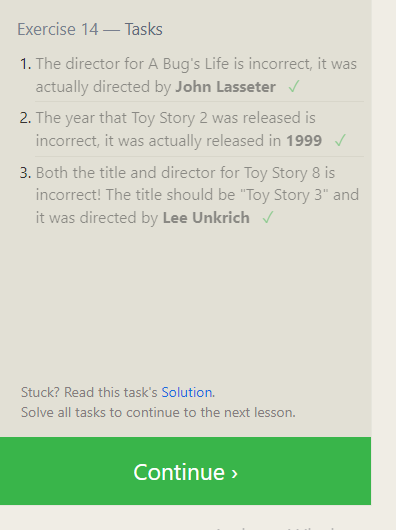 Exercise 14 — Tasks
1. The director for A Bug's Life is incorrect, it was
actually directed by John Lasseter ✓
2. The year that Toy Story 2 was released is
incorrect, it was actually released in 1999 ✓
3. Both the title and director for Toy Story 8 is
incorrect! The title should be "Toy Story 3" and
it was directed by Lee Unkrich ✓
Stuck? Read this task's Solution.
Solve all tasks to continue to the next lesson.
Continue ›